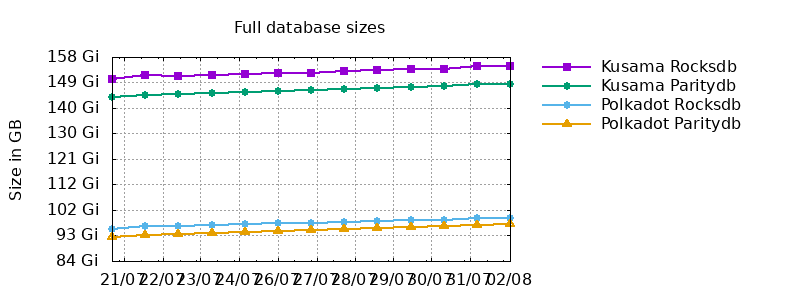 Full database sizes
158 Gi
149 Gi
140 Gi
130 Gi
121 Gi
112 Gi
102 Gi
93 Gi
84 Gi
Size in GB
21/07 22/07 23/07 24/07 26/07 27/07 28/07 29/07 30/07 31/07 02/08
Kusama Rocksdb
Kusama Paritydb
Polkadot Rocksdb
Polkadot Paritydb